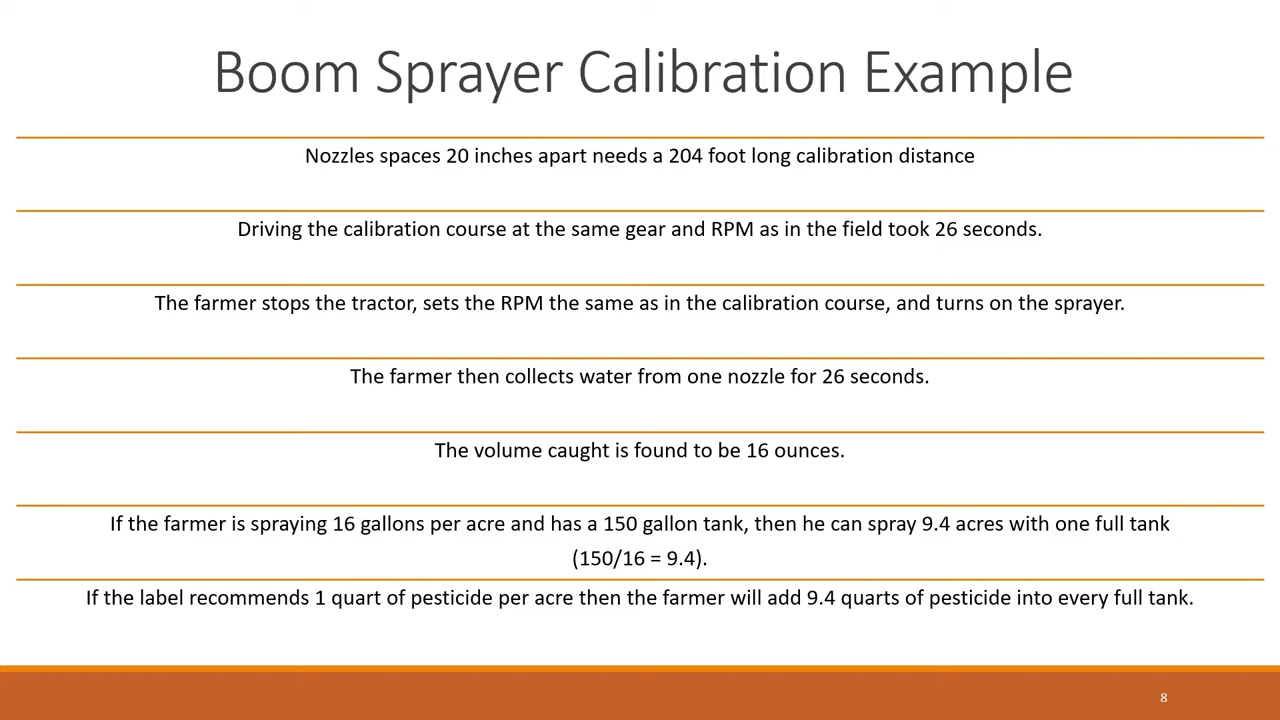 Boom Sprayer Calibration Example
Nozzles spaces 20 inches apart needs a 204 foot long calibration distance
Driving the calibration course at the same gear and RPM as in the field took 26 seconds.
The farmer stops the tractor, sets the RPM the same as in the calibration course, and turns on the sprayer.
The farmer then collects water from one nozzle for 26 seconds.
The volume caught is found to be 16 ounces.
If the farmer is spraying 16 gallons per acre and has a 150 gallon tank, then he can spray 9.4 acres with one full tank
(150/16 = 9.4).
If the label recommends 1 quart of pesticide per acre then the farmer will add 9.4 quarts of pesticide into every full tank.
8